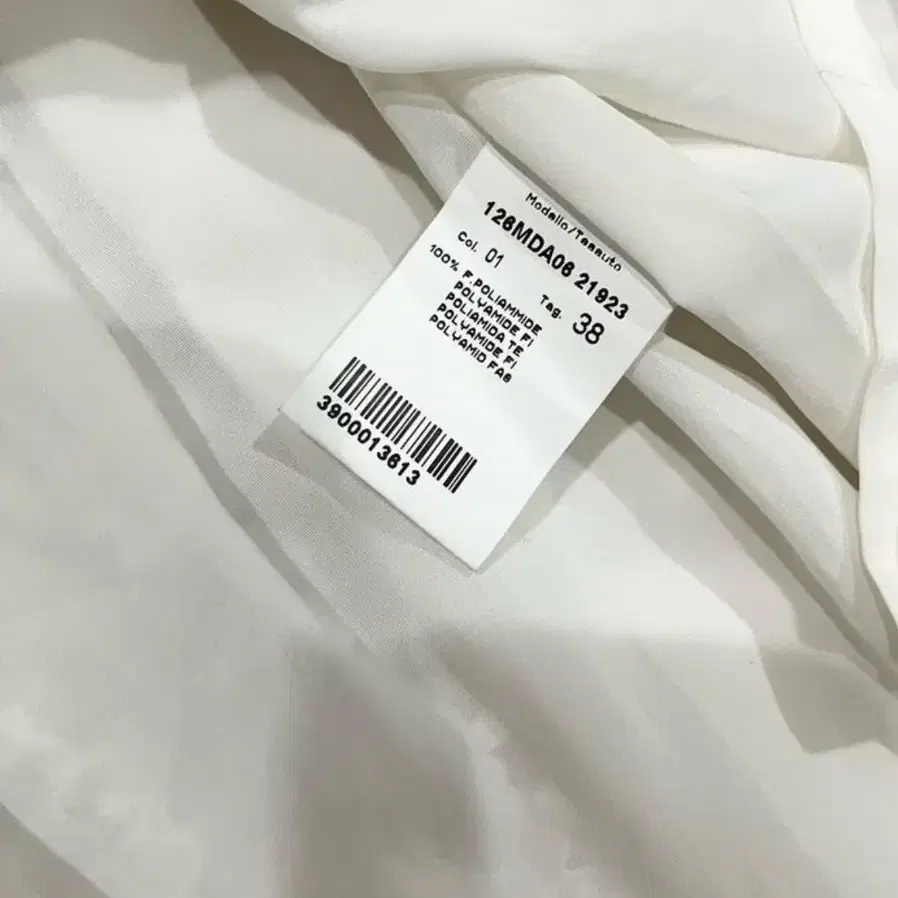 Modello/Tessuto
126MDA06 21923
Col. 01 Tag. 38
100% F.POLIAMMIDE
POLYAMIDE FI
POLIAMIDA TE
POLYAMIDE FI
POLYAMID FAS
3900013613